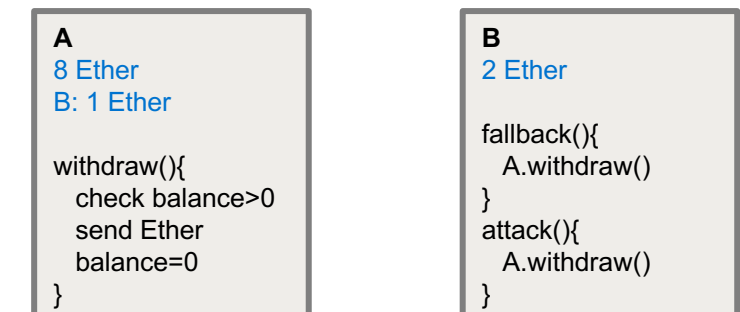 A
8 Ether
B: 1 Ether
withdraw(){
check balance>0
send Ether
balance=0
}
B
2 Ether
fallback(){
A.withdraw()
}
attack(){
A.withdraw()
}